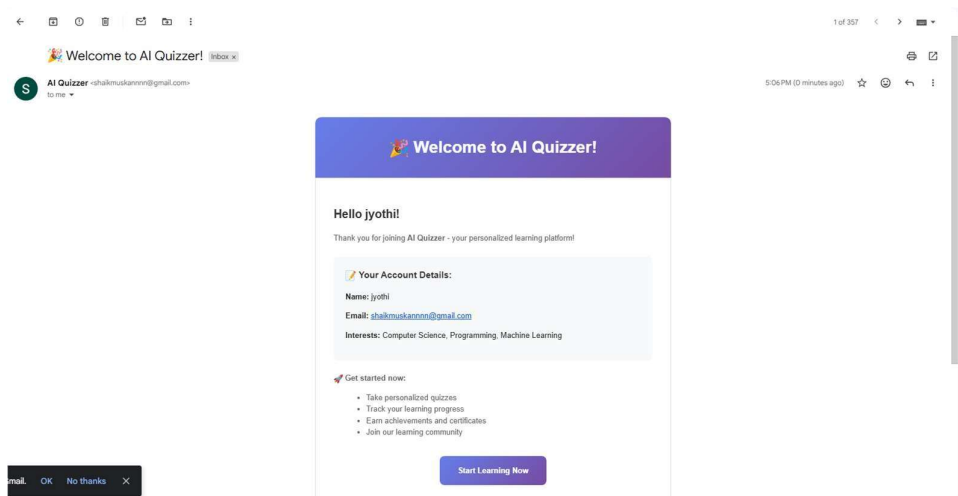 1 of 357
🎉 Welcome to AI Quizzer! Inbox x
S
AI Quizzer <shaikmuskannnn@gmail.com>
5:06 PM (0 minutes ago)
to me
🎉 Welcome to AI Quizzer!
Hello jyothi!
Thank you for joining AI Quizzer - your personalized learning platform!
📝 Your Account Details:
Name: jyothi
Email: shaikmuskannnn@gmail.com
Interests: Computer Science, Programming, Machine Learning
🚀 Get started now:
• Take personalized quizzes
• Track your learning progress
• Earn achievements and certificates
• Join our learning community
Start Learning Now
mail. OK No thanks X